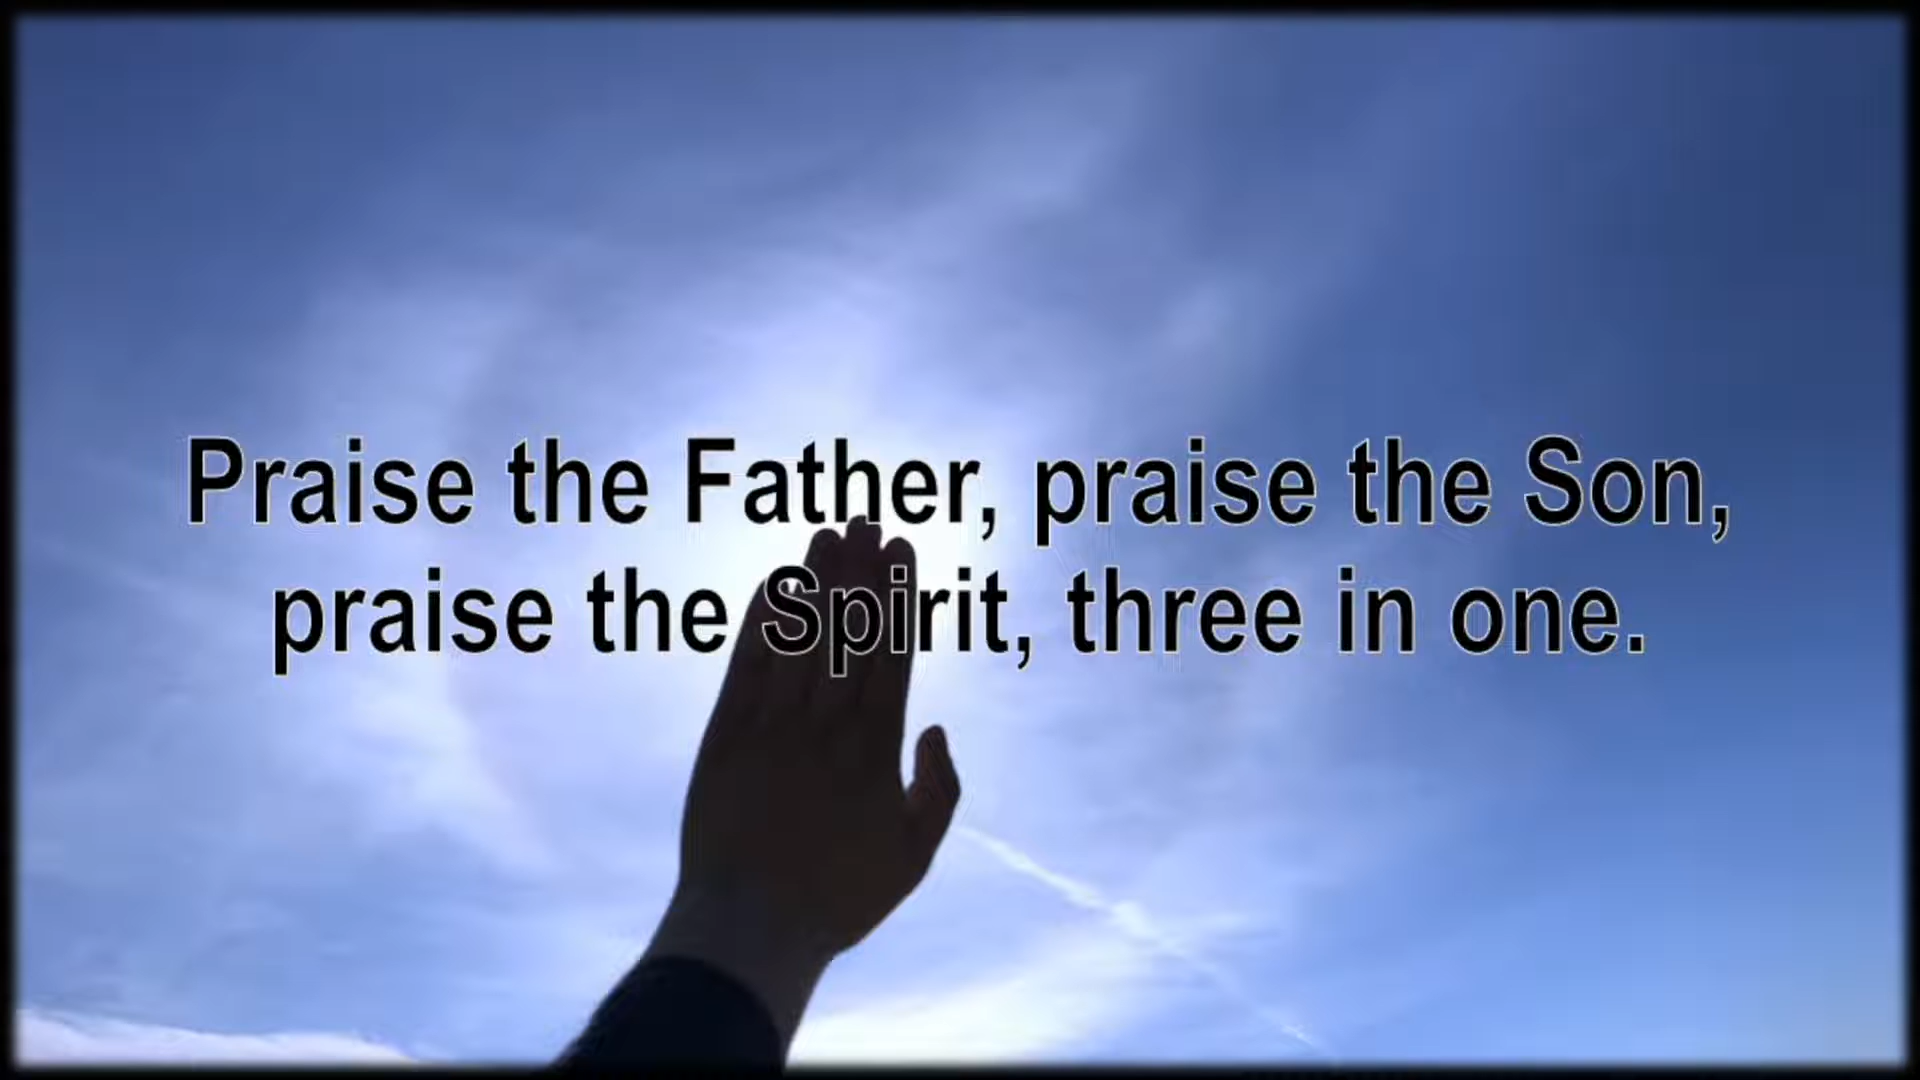 Praise the Father, praise the Son,
praise the Spirit, three in one.